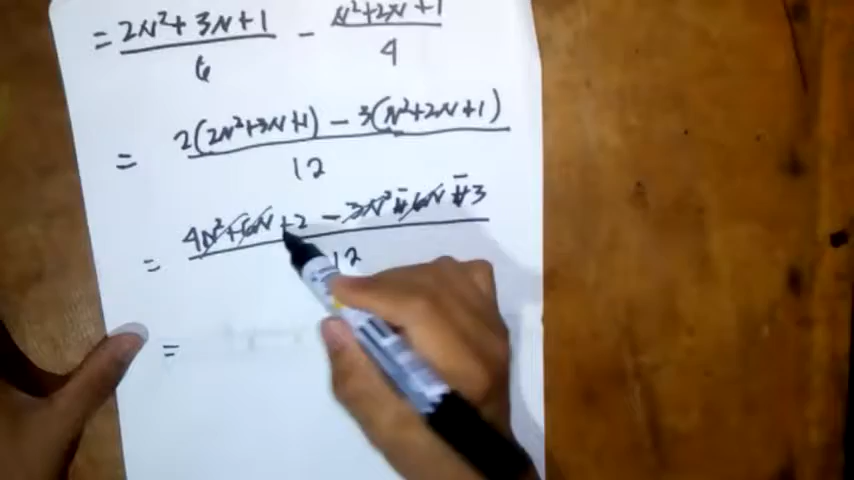 = 2N²+3N+1/6 - N²+2N+1/4
= 2(2N²+3N+1) - 3(N²+2N+1)/12
= 4N²+6N+2 - 3N²-6N-3/12
=